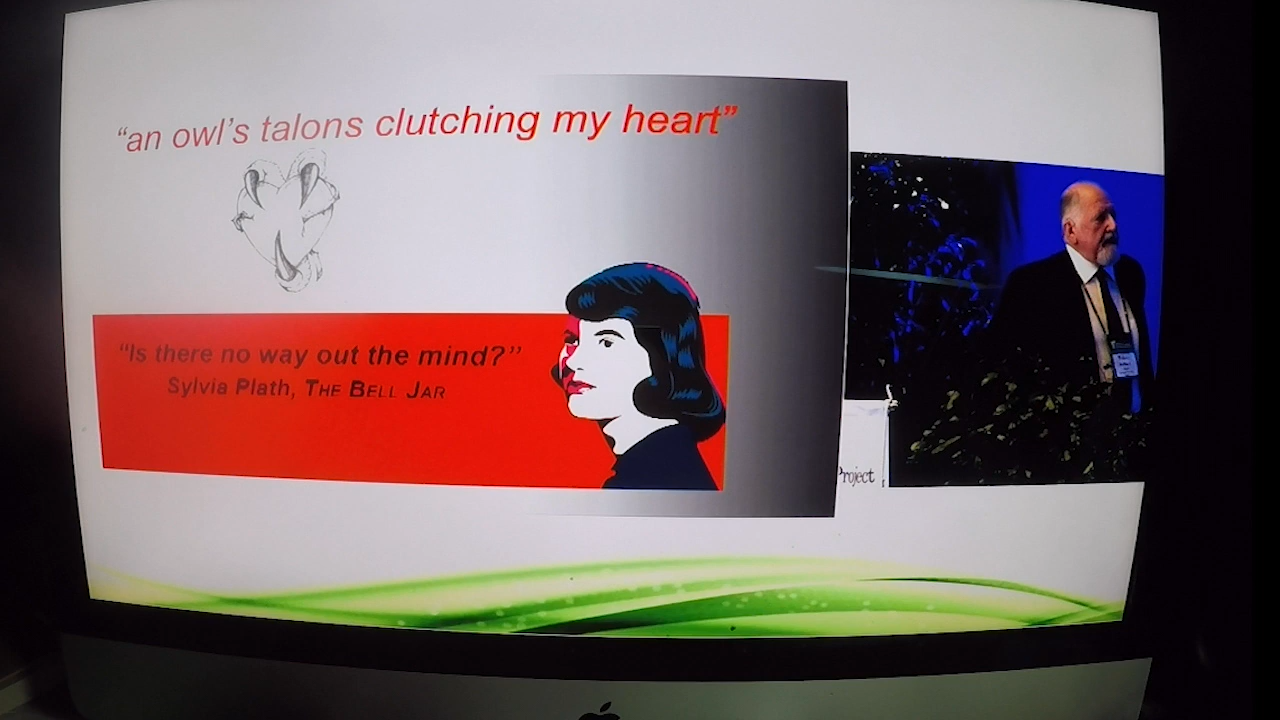 “an owl’s talons clutching my heart”
“Is there no way out the mind?”
Sylvia Plath, THE BELL JAR
Project